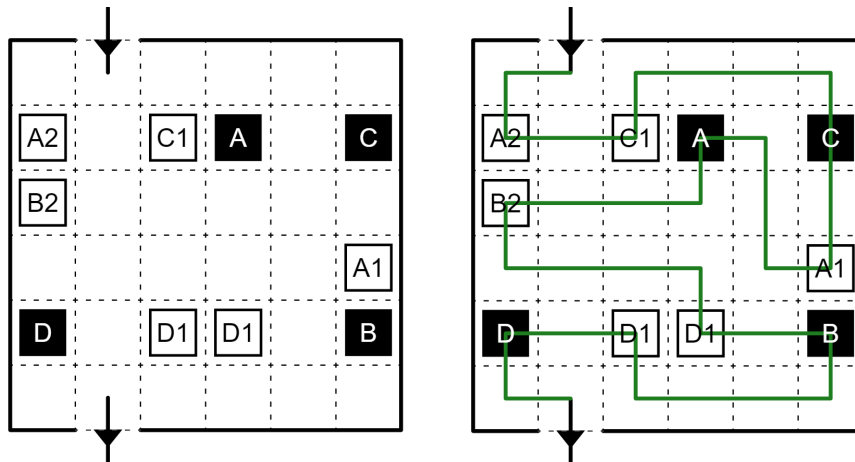 A2 C1 A C A2 C1 A C
B2 B2
A1 A1
D D1 D1 B D D1 D1 B